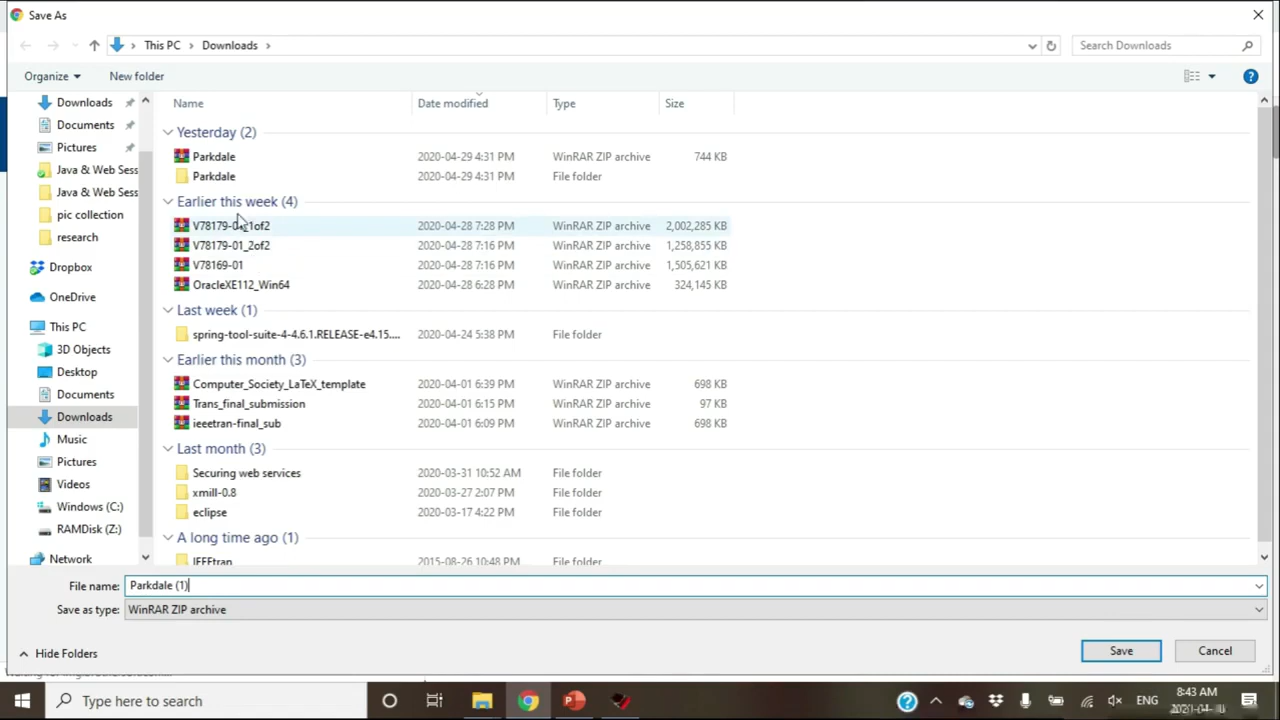 Save As
This PC
Downloads
Search Downloads
Organize
New folder
Downloads
Documents
Pictures
Java & Web Sess
Java & Web Sess
pic collection
research
Dropbox
OneDrive
This PC
3D Objects
Desktop
Documents
Downloads
Music
Pictures
Videos
Windows (C:)
RAMDisk (Z:)
Network
Name Date modified Type Size
Yesterday (2)
Parkdale 2020-04-29 4:31 PM WinRAR ZIP archive 744 KB
Parkdale 2020-04-29 4:31 PM File folder
Earlier this week (4)
V78179-01_1of2 2020-04-28 7:28 PM WinRAR ZIP archive 2,002,285 KB
V78179-01_2of2 2020-04-28 7:16 PM WinRAR ZIP archive 1,258,855 KB
V78169-01 2020-04-28 7:16 PM WinRAR ZIP archive 1,505,621 KB
OracleXE112_Win64 2020-04-28 6:28 PM WinRAR ZIP archive 324,145 KB
Last week (1)
spring-tool-suite-4-4.6.1.RELEASE-e4.15.... 2020-04-24 5:38 PM File folder
Earlier this month (3)
Computer_Society_LaTeX_template 2020-04-01 6:39 PM WinRAR ZIP archive 698 KB
Trans_final_submission 2020-04-01 6:15 PM WinRAR ZIP archive 97 KB
ieeetran-final_sub 2020-04-01 6:09 PM WinRAR ZIP archive 698 KB
Last month (3)
Securing web services 2020-03-31 10:52 AM File folder
xmill-0.8 2020-03-27 2:07 PM File folder
eclipse 2020-03-17 4:22 PM File folder
A long time ago (1)
IEEEtran 2015-08-26 10:48 PM File folder
File name: Parkdale (1)
Save as type: WinRAR ZIP archive
Hide Folders
Save
Cancel
Type here to search
ENG
8:43 AM